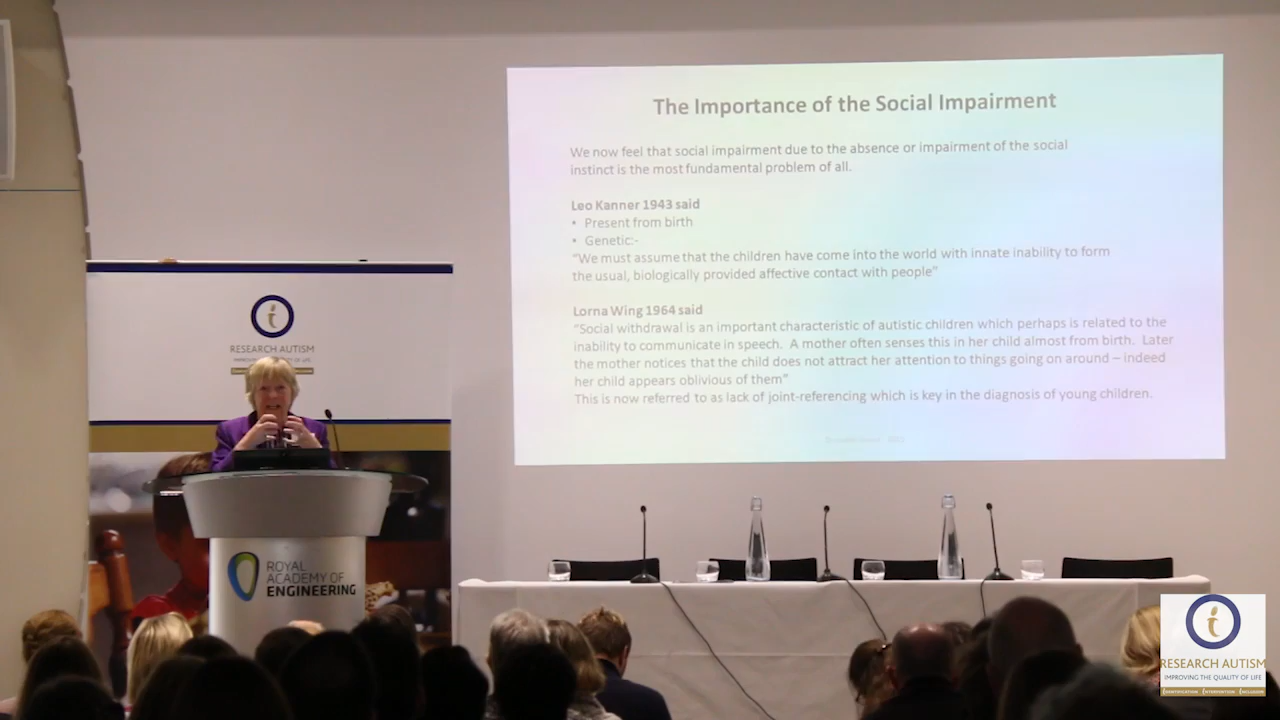 The Importance of the Social Impairment
We now feel that social impairment due to the absence or impairment of the social
instinct is the most fundamental problem of all.
Leo Kanner 1943 said
• Present from birth
• Genetic:-
“We must assume that the children have come into the world with innate inability to form
the usual, biologically provided affective contact with people”
Lorna Wing 1964 said
“Social withdrawal is an important characteristic of autistic children which perhaps is related to the
inability to communicate in speech. A mother often senses this in her child almost from birth. Later
the mother notices that the child does not attract her attention to things going on around – indeed
her child appears oblivious of them”
This is now referred to as lack of joint-referencing which is key in the diagnosis of young children.
RESEARCH AUTISM
ROYAL
ACADEMY OF
ENGINEERING
RESEARCH AUTISM
IMPROVING THE QUALITY OF LIFE